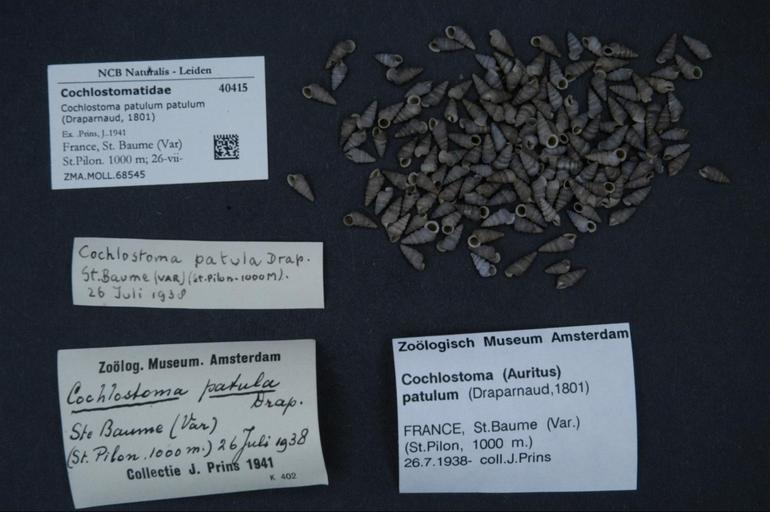 NCB Naturalis - Leiden
Cochlostomatidae 40415
Cochlostoma patulum patulum
(Draparnaud, 1801)
Ex. Prins, J. 1941
France, St. Baume (Var)
St.Pilon. 1000 m; 26-vii-
ZMA.MOLL.68545
Cochlostoma patula Drap.
St. Baume (VAR) (St. Pilon. 1000 M).
26 Juli 1938
Zoölog. Museum. Amsterdam
Cochlostoma patula
Drap.
Ste Baume (Var)
(St. Pilon. 1000 m.) 26 Juli 1938
Collectie J. Prins 1941
K 402
Zoölogisch Museum Amsterdam
Cochlostoma (Auritus)
patulum (Draparnaud,1801)
FRANCE, St.Baume (Var.)
(St.Pilon, 1000 m.)
26.7.1938- coll.J.Prins